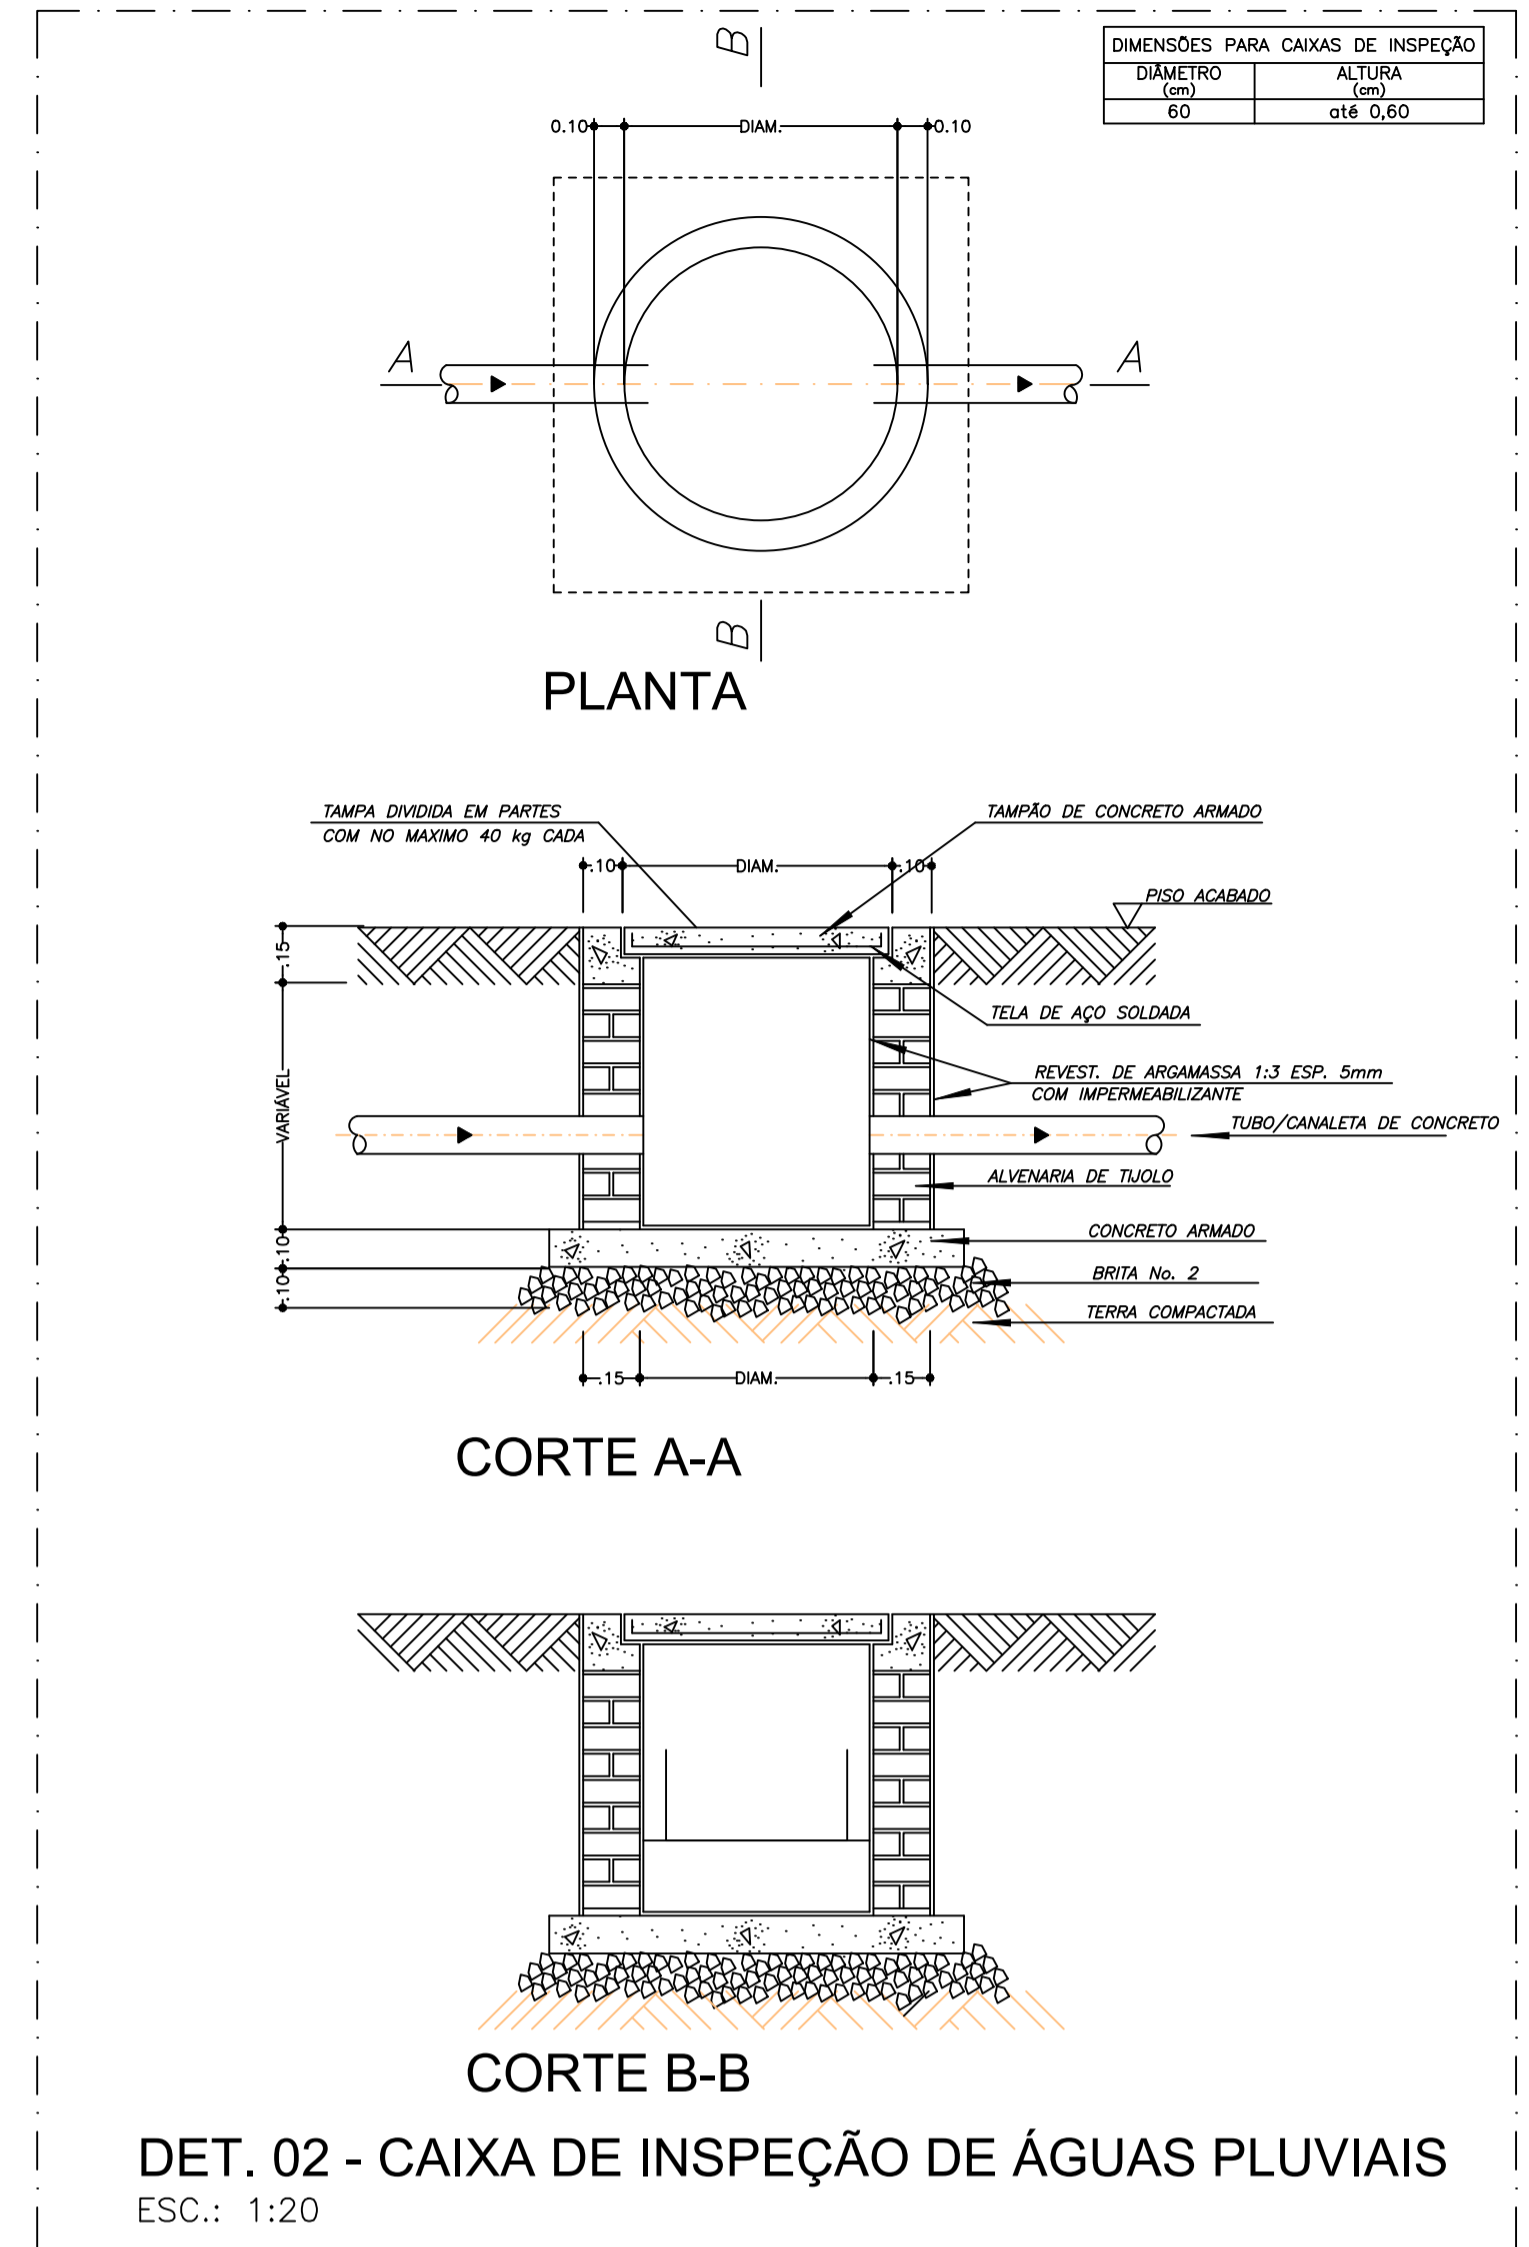 B
DIMENSÕES PARA CAIXAS DE INSPEÇÃO
DIÂMETRO (cm)
ALTURA (cm)
60
até 0,60
0.10
DIAM.
0.10
A
A
B
PLANTA
TAMPA DIVIDIDA EM PARTES
COM NO MAXIMO 40 kg CADA
TAMPÃO DE CONCRETO ARMADO
.10
DIAM.
.10
PISO ACABADO
.15
TELA DE AÇO SOLDADA
REVEST. DE ARGAMASSA 1:3 ESP. 5mm
COM IMPERMEABILIZANTE
VARIÁVEL
TUBO/CANALETA DE CONCRETO
ALVENARIA DE TIJOLO
CONCRETO ARMADO
.10
BRITA No. 2
.10
TERRA COMPACTADA
.15
DIAM.
.15
CORTE A-A
CORTE B-B
DET. 02 - CAIXA DE INSPEÇÃO DE ÁGUAS PLUVIAIS
ESC.: 1:20